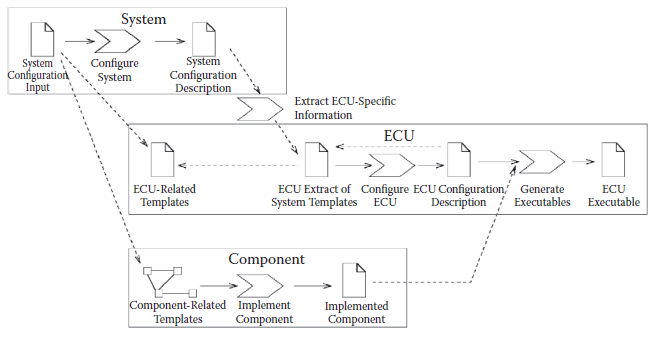 System
System
Configuration
Input
Configure
System
System
Configuration
Description
Extract ECU-Specific
Information
ECU
ECU-Related
Templates
ECU Extract of
System Templates
Configure
ECU
ECU Configuration
Description
Generate
Executables
ECU
Executable
Component
Component-Related
Templates
Implement
Component
Implemented
Component